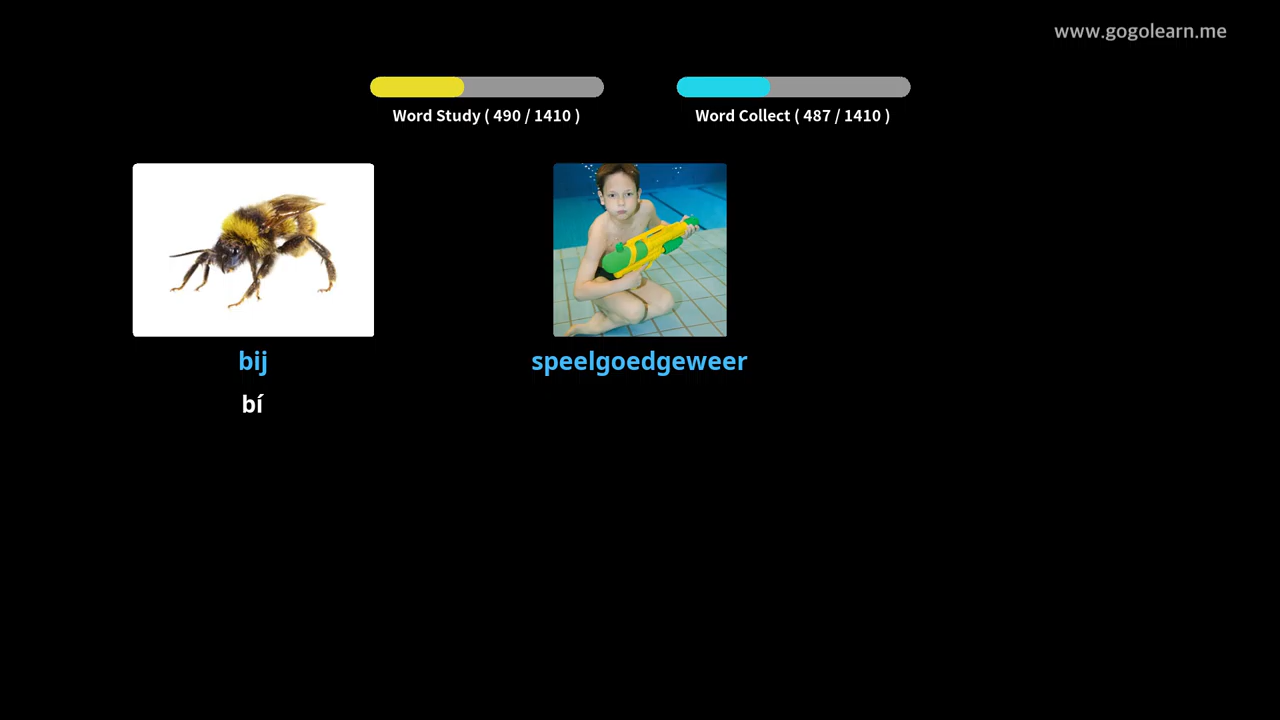 www.gogolearn.me
Word Study ( 490 / 1410 )
Word Collect ( 487 / 1410 )
bij
speelgoedgeweer
bí